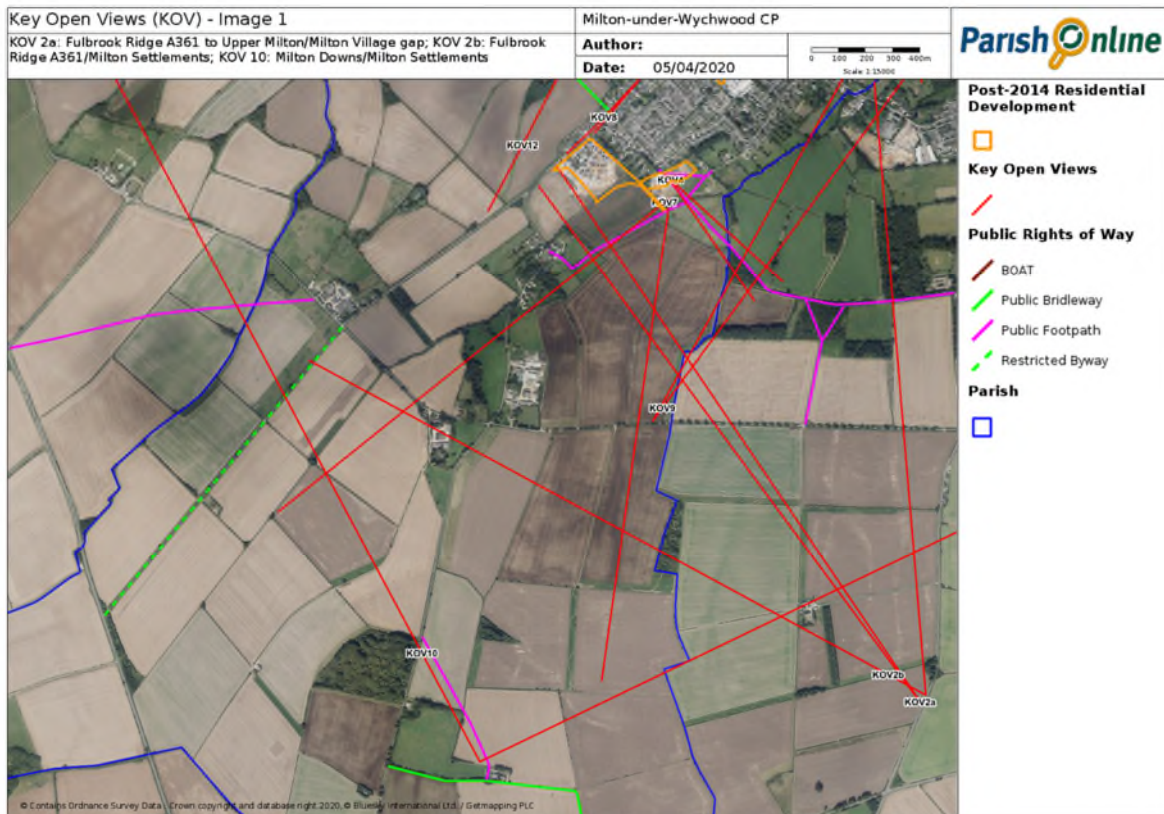 Key Open Views (KOV) - Image 1
KOV 2a: Fulbrook Ridge A361 to Upper Milton/Milton Village gap; KOV 2b: Fulbrook
Ridge A361/Milton Settlements; KOV 10: Milton Downs/Milton Settlements
Milton-under-Wychwood CP
Author:
Date: 05/04/2020
0 100 200 300 400m
Scale: 1:15000
Parish Online
Post-2014 Residential
Development
Key Open Views
Public Rights of Way
BOAT
Public Bridleway
Public Footpath
Restricted Byway
Parish
KOV8
KOV12
KOV7
KOV9
KOV10
KOV2b
KOV2a
© Contains Ordnance Survey Data : Crown copyright and database right 2020, © Bluesky International Ltd. / Getmapping PLC